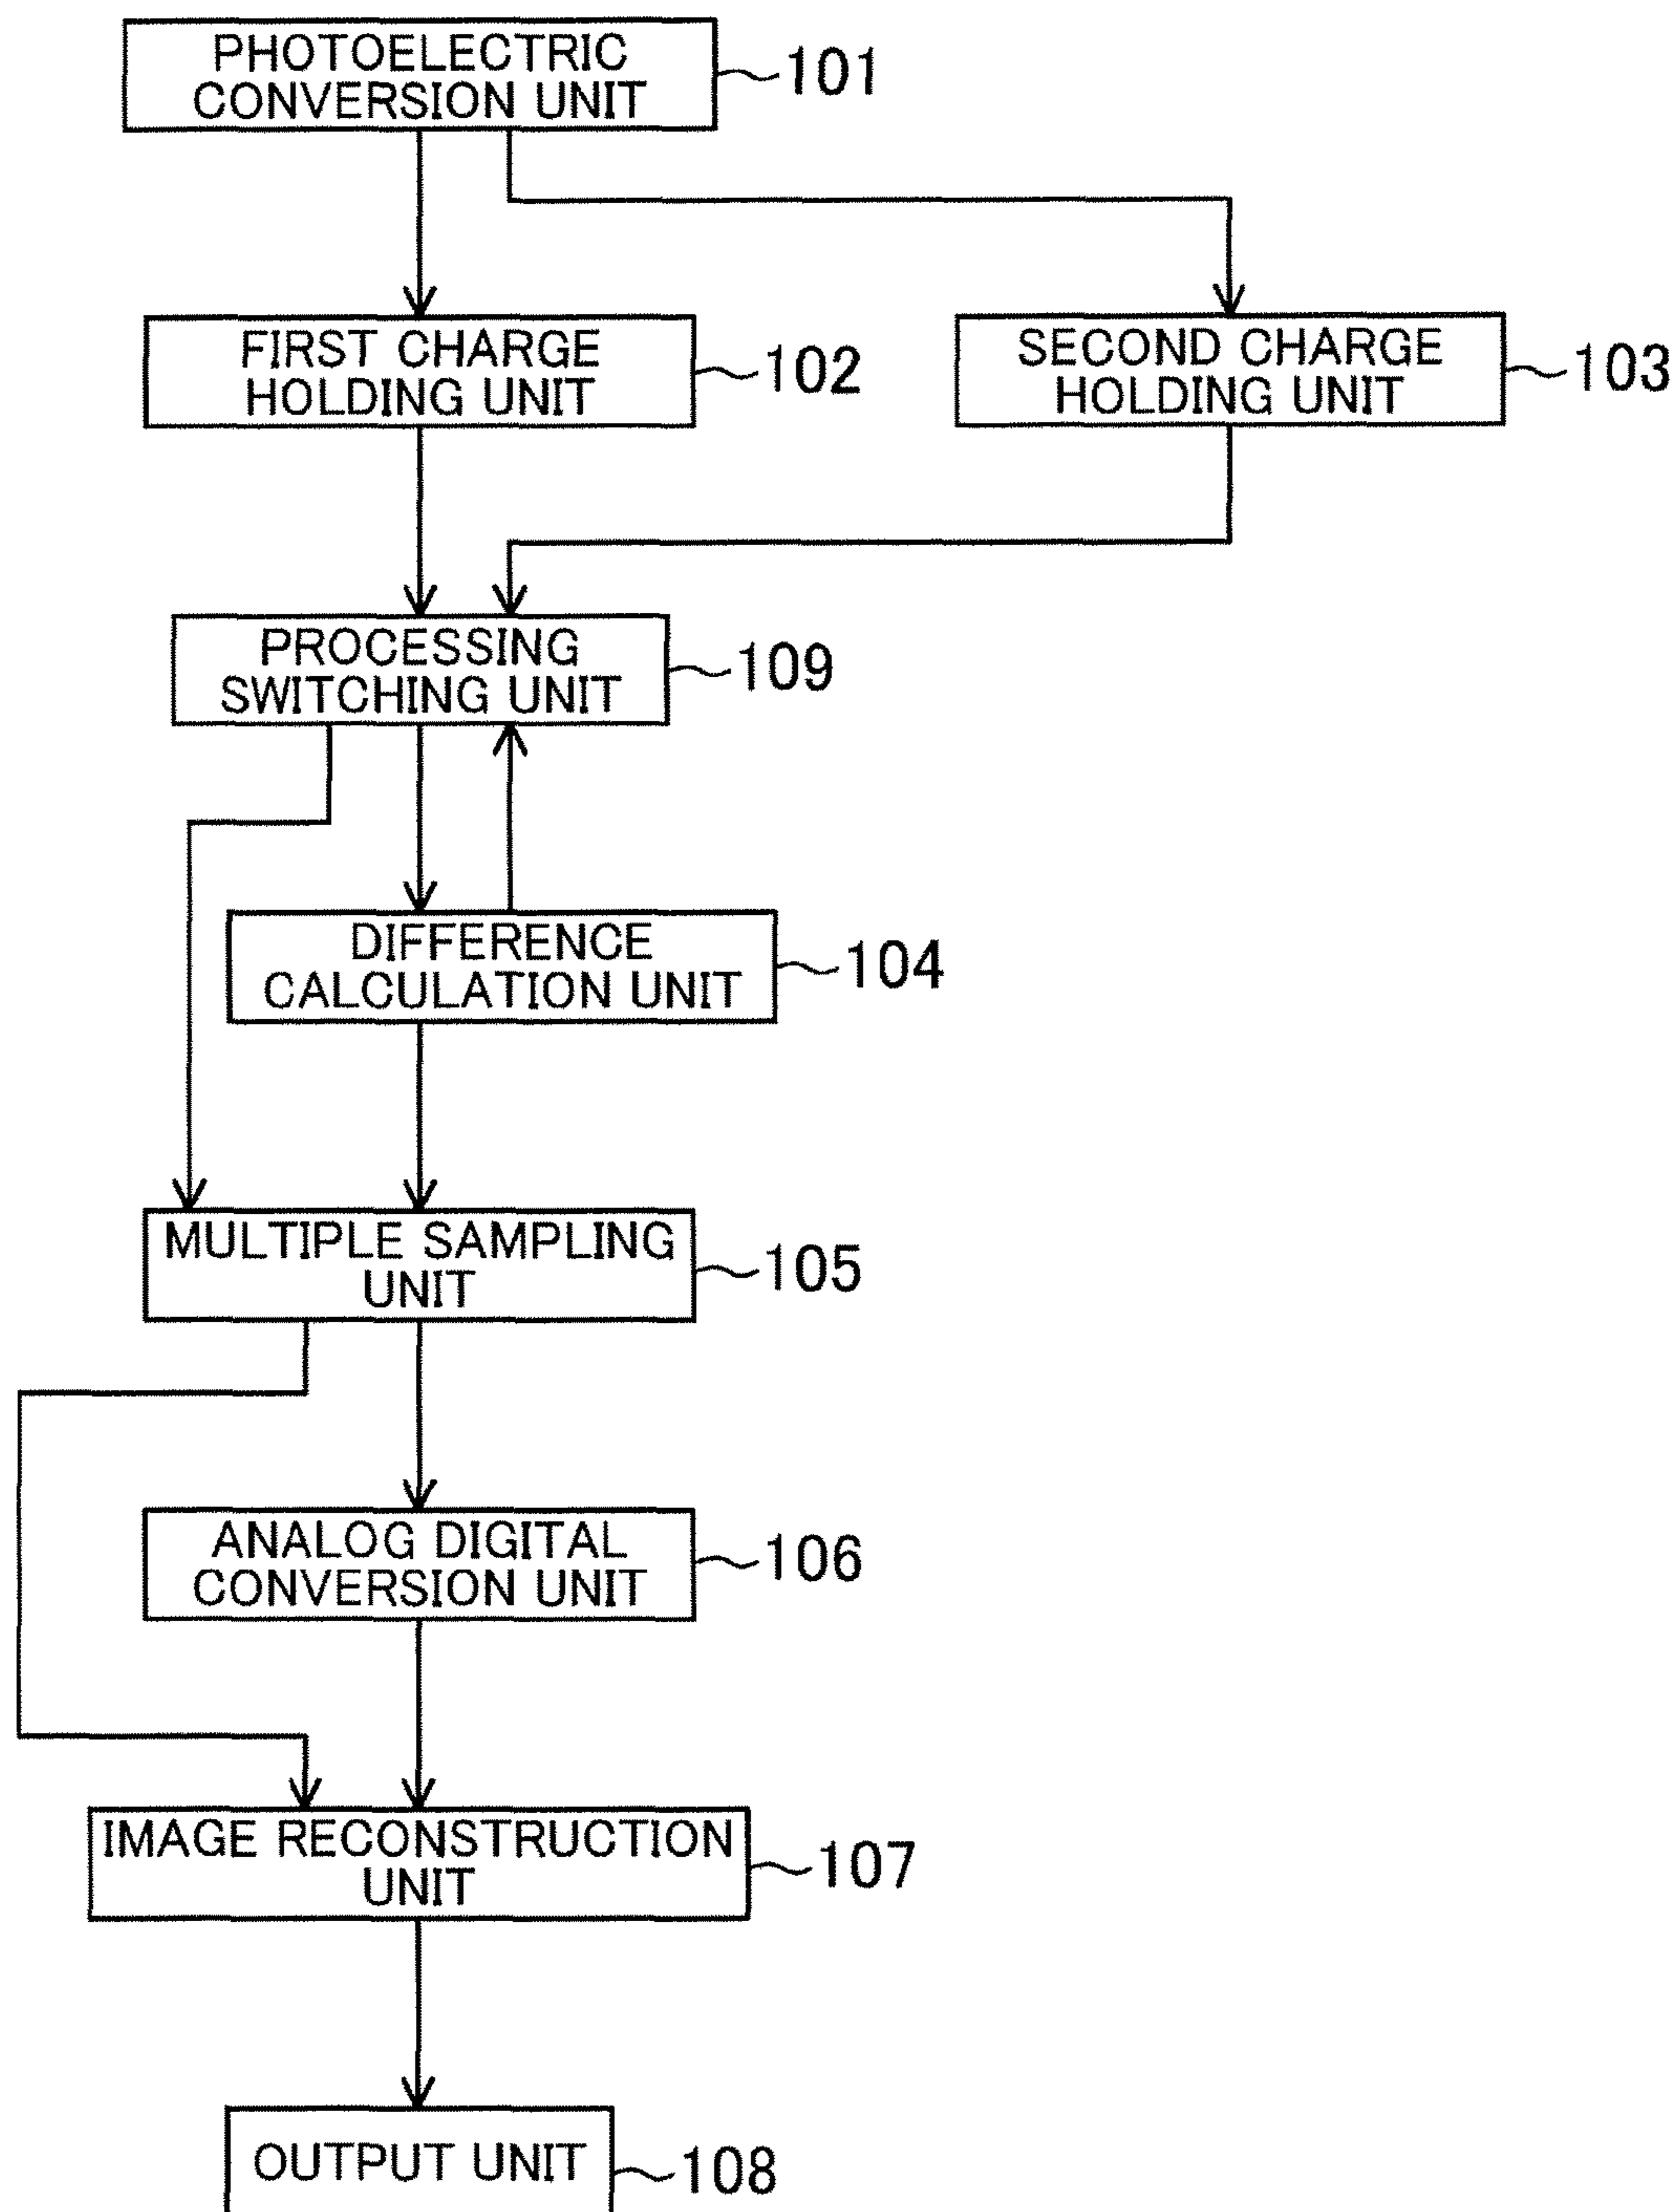 PHOTOELECTRIC
CONVERSION UNIT
101
FIRST CHARGE
HOLDING UNIT
102
SECOND CHARGE
HOLDING UNIT
103
PROCESSING
SWITCHING UNIT
109
DIFFERENCE
CALCULATION UNIT
104
MULTIPLE SAMPLING
UNIT
105
ANALOG DIGITAL
CONVERSION UNIT
106
IMAGE RECONSTRUCTION
UNIT
107
OUTPUT UNIT
108